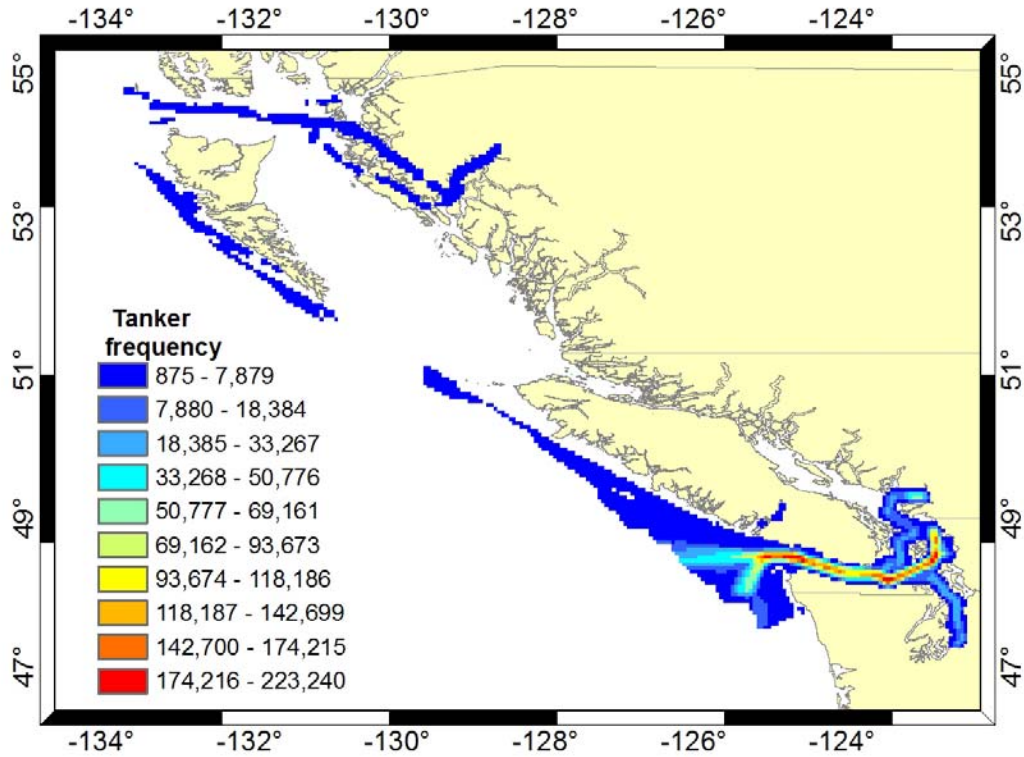 -134° -132° -130° -128° -126° -124°
55° 55°
53° 53°
51° 51°
49° 49°
47° 47°
Tanker
frequency
875 - 7,879
7,880 - 18,384
18,385 - 33,267
33,268 - 50,776
50,777 - 69,161
69,162 - 93,673
93,674 - 118,186
118,187 - 142,699
142,700 - 174,215
174,216 - 223,240
-134° -132° -130° -128° -126° -124°